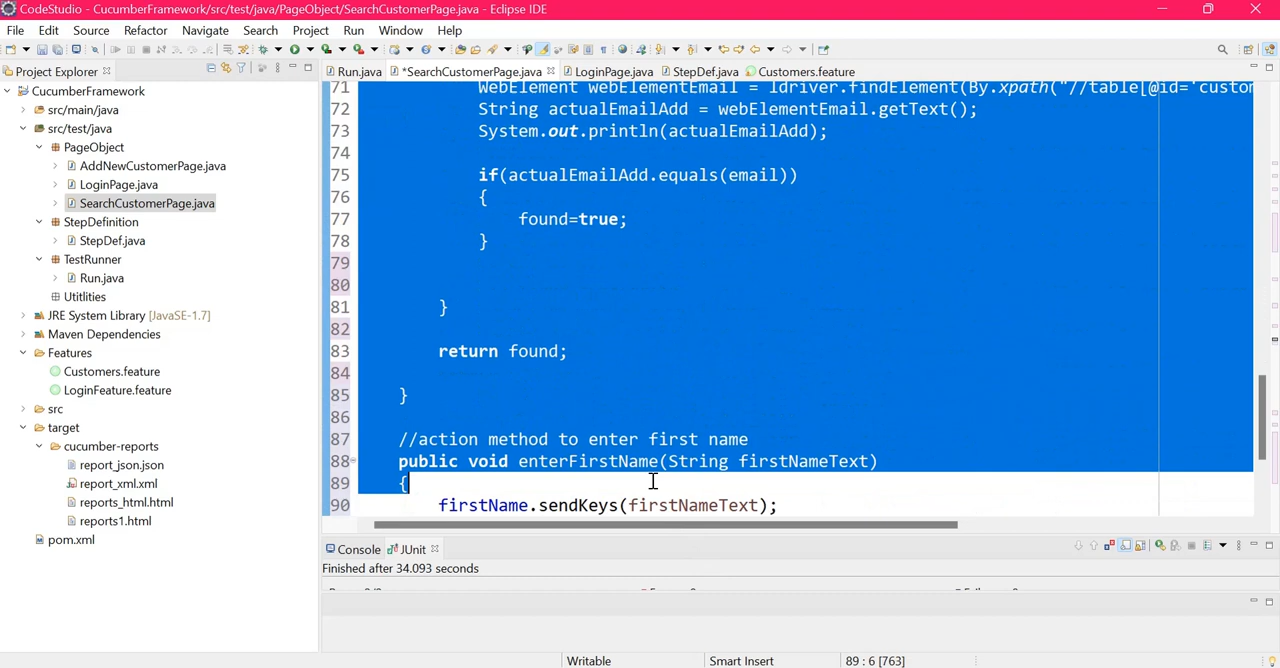 CodeStudio - CucumberFramework/src/test/java/PageObject/SearchCustomerPage.java - Eclipse IDE
File Edit Source Refactor Navigate Search Project Run Window Help
Project Explorer
Run.java *SearchCustomerPage.java LoginPage.java StepDef.java Customers.feature
CucumberFramework
src/main/java
src/test/java
PageObject
AddNewCustomerPage.java
LoginPage.java
SearchCustomerPage.java
StepDefinition
StepDef.java
TestRunner
Run.java
Utitlities
JRE System Library [JavaSE-1.7]
Maven Dependencies
Features
Customers.feature
LoginFeature.feature
src
target
cucumber-reports
report_json.json
report_xml.xml
reports_html.html
reports1.html
pom.xml
71 WebElement webElementEmail = ldriver.findElement(By.xpath("//table[@id='custom
72 String actualEmailAdd = webElementEmail.getText();
73 System.out.println(actualEmailAdd);
74
75 if(actualEmailAdd.equals(email))
76 {
77 found=true;
78 }
79
80
81 }
82
83 return found;
84
85 }
86
87 //action method to enter first name
88 public void enterFirstName(String firstNameText)
89 {
90 firstName.sendKeys(firstNameText);
Console JUnit
Finished after 34.093 seconds
Writable Smart Insert 89 : 6 [763]